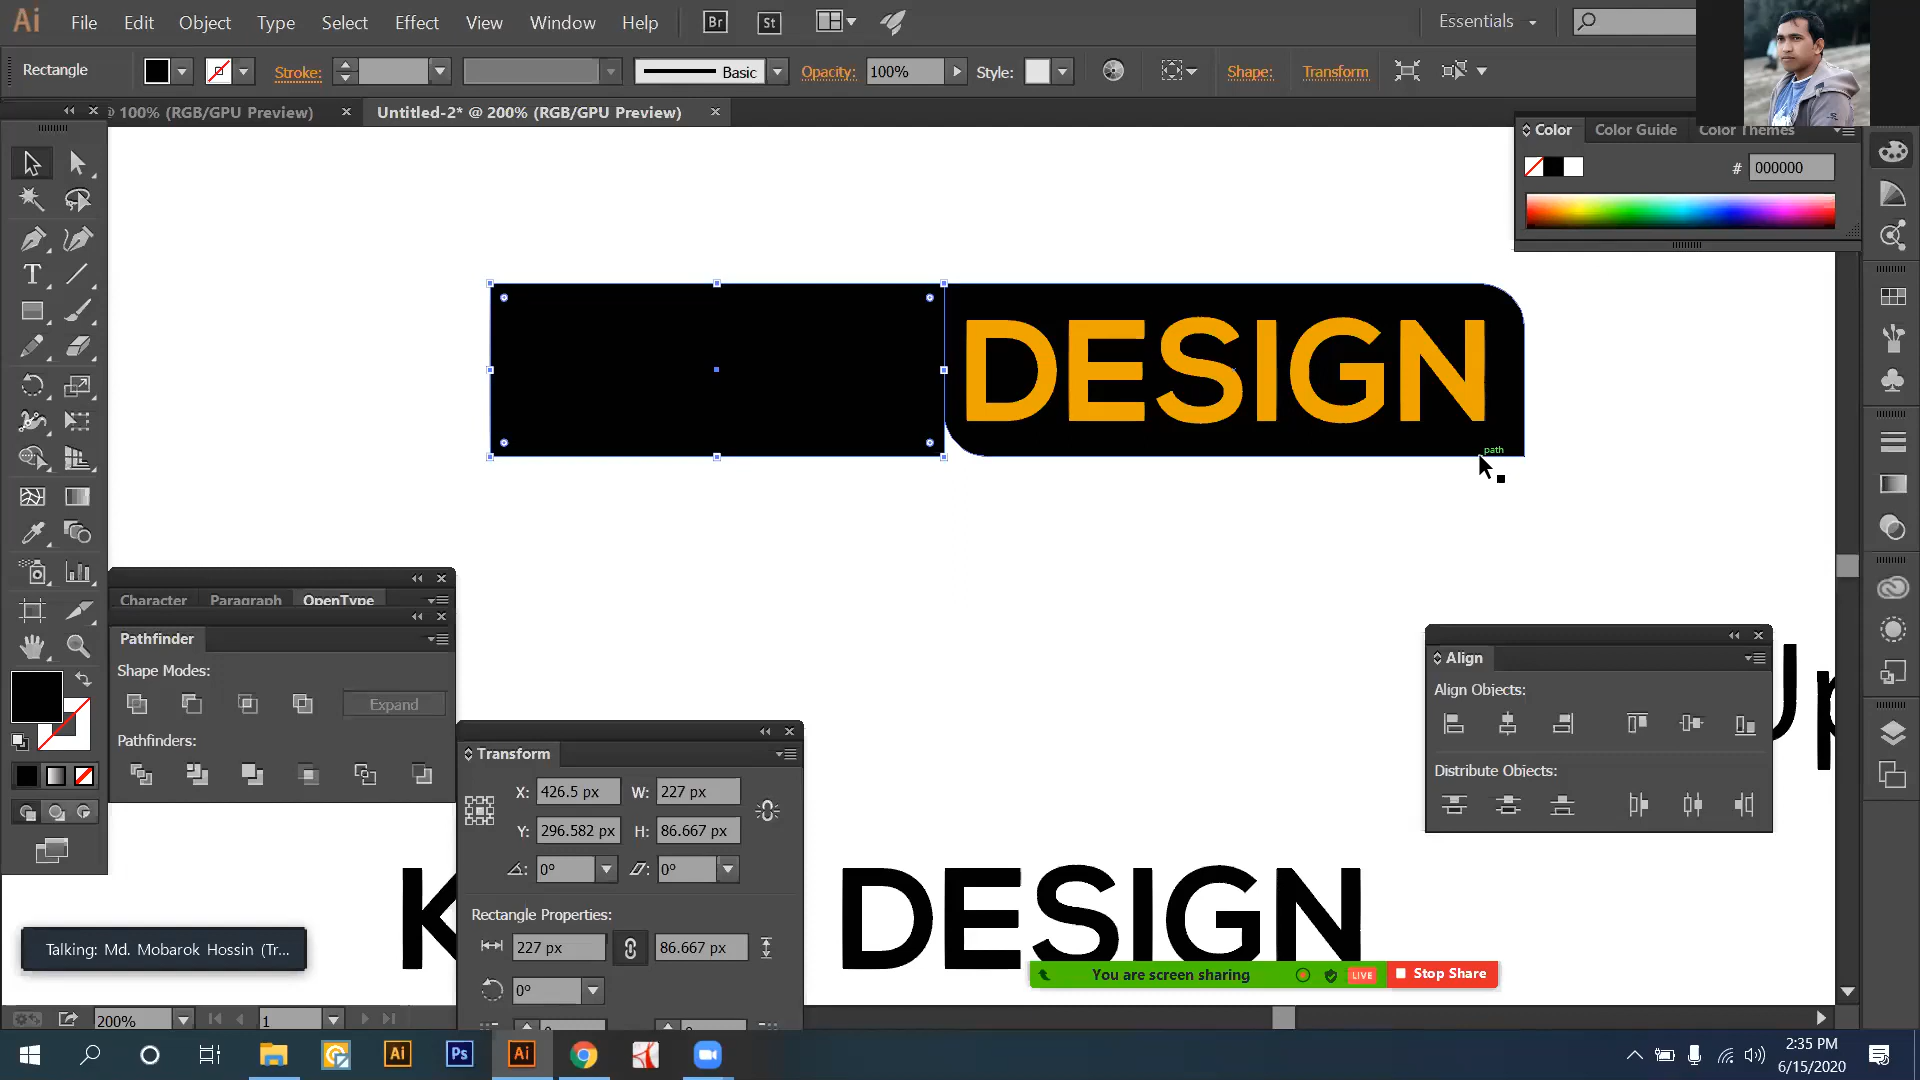 Ai File Edit Object Type Select Effect View Window Help Br St Essentials
Rectangle Stroke: Basic Opacity: 100% Style: Shape: Transform
@ 100% (RGB/GPU Preview) Untitled-2* @ 200% (RGB/GPU Preview)
Color Color Guide Color Themes
# 000000
DESIGN
path
Character Paragraph OpenType
Pathfinder
Shape Modes:
Expand
Pathfinders:
Align
Align Objects:
Distribute Objects:
Up
Transform
X: 426.5 px W: 227 px
Y: 296.582 px H: 86.667 px
0° 0°
Rectangle Properties:
227 px 86.667 px
0°
K DESIGN
Talking: Md. Mobarok Hossin (Tr...
You are screen sharing LIVE Stop Share
200% 1
Ai Ps Ai
2:35 PM
6/15/2020